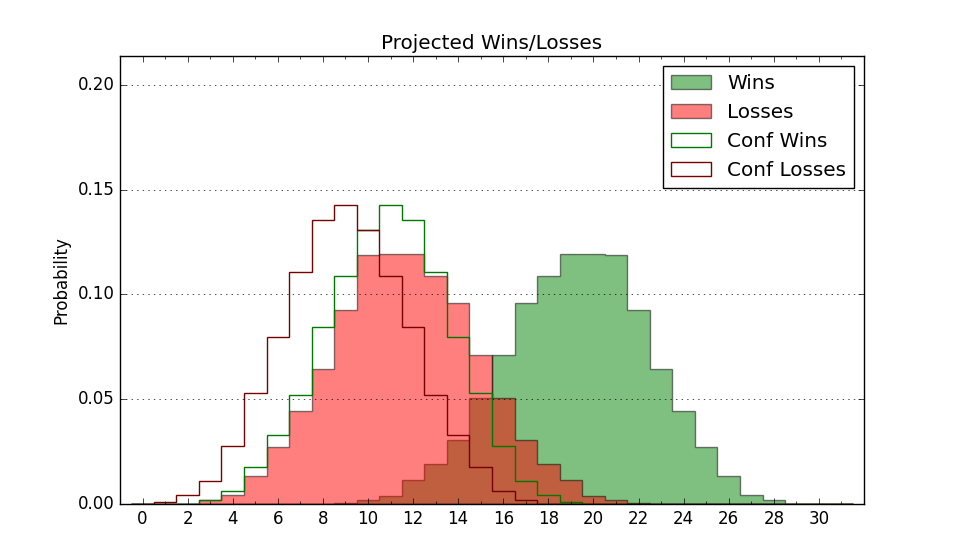 Projected Wins/Losses
0.20
0.15
0.10
0.05
0.00
Probability
Wins
Losses
Conf Wins
Conf Losses
0 2 4 6 8 10 12 14 16 18 20 22 24 26 28 30